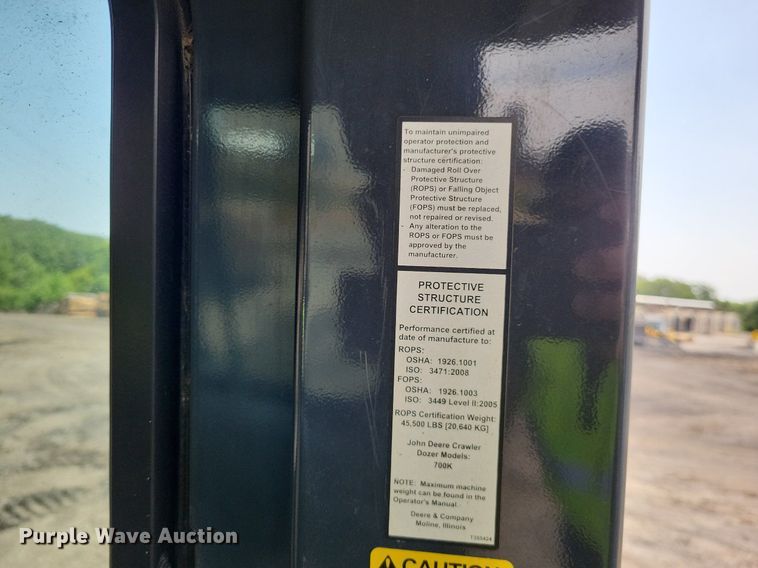 To maintain unimpaired
operator protection and
manufacturer's protective
structure certification:
- Damaged Roll Over
Protective Structure
(ROPS) or Falling Object
Protective Structure
(FOPS) must be replaced,
not repaired or revised.
- Any alteration to the
ROPS or FOPS must be
approved by the
manufacturer.
PROTECTIVE
STRUCTURE
CERTIFICATION
Performance certified at
date of manufacture to:
ROPS:
OSHA: 1926.1001
ISO: 3471:2008
FOPS:
OSHA: 1926.1003
ISO: 3449 Level II:2005
ROPS Certification Weight:
45,500 LBS [20,640 KG]
John Deere Crawler
Dozer Models:
700K
NOTE: Maximum machine
weight can be found in the
Operator's Manual.
Deere & Company
Moline, Illinois
CAUTION
Purple Wave Auction